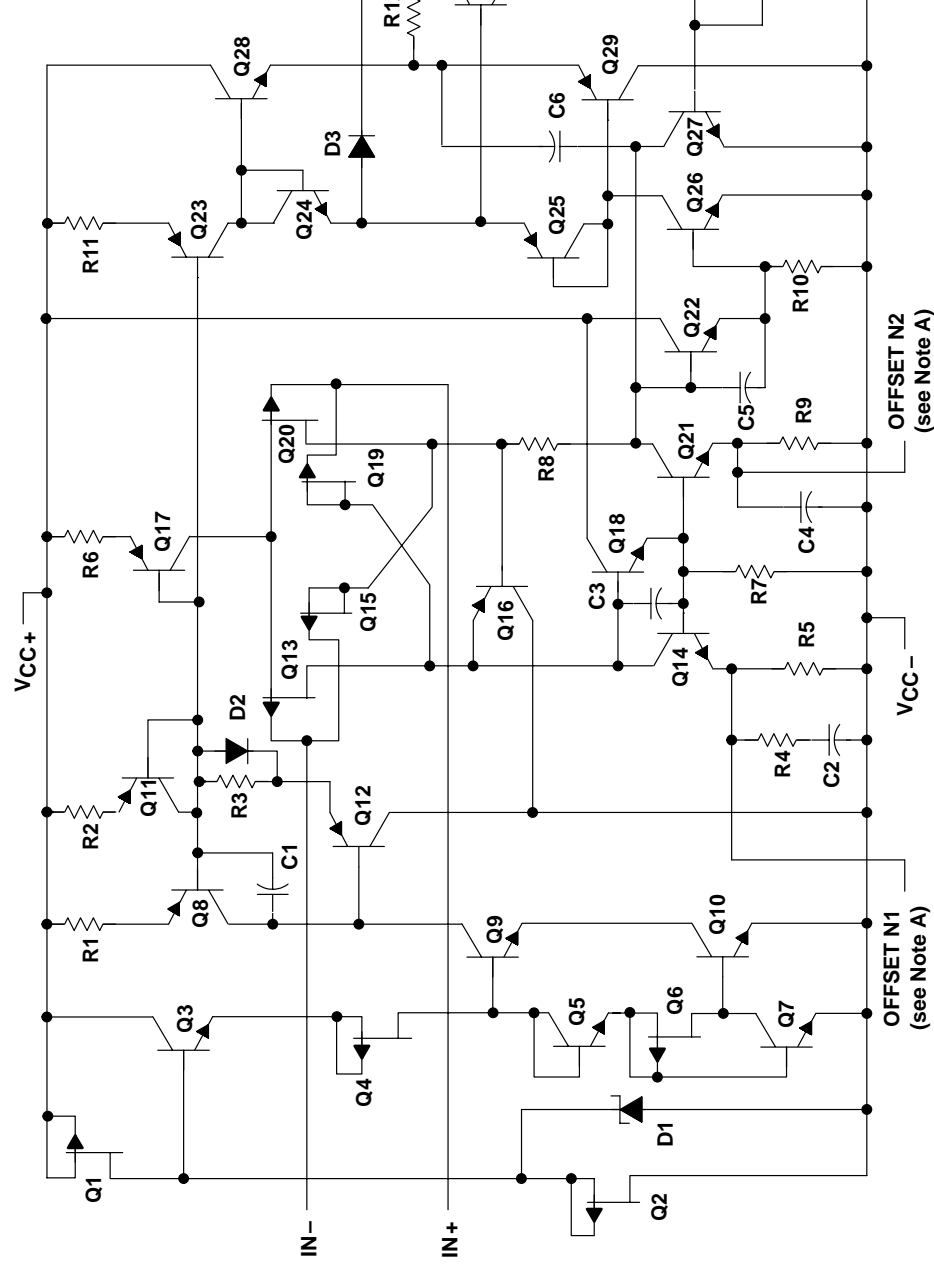 VCC+
R1
R2
R6
R11
Q1
Q3
Q8
Q11
Q17
Q23
Q28
R3
D2
C1
Q12
Q13
Q15
Q20
Q19
Q24
D3
Q4
IN−
IN+
Q9
Q16
R8
Q25
C6
Q29
Q5
Q6
Q10
Q7
D1
Q2
C3
Q18
Q14
Q21
Q22
Q26
Q27
R4
R5
R7
C2
C4
C5
R9
R10
VCC−
OFFSET N1
(see Note A)
OFFSET N2
(see Note A)